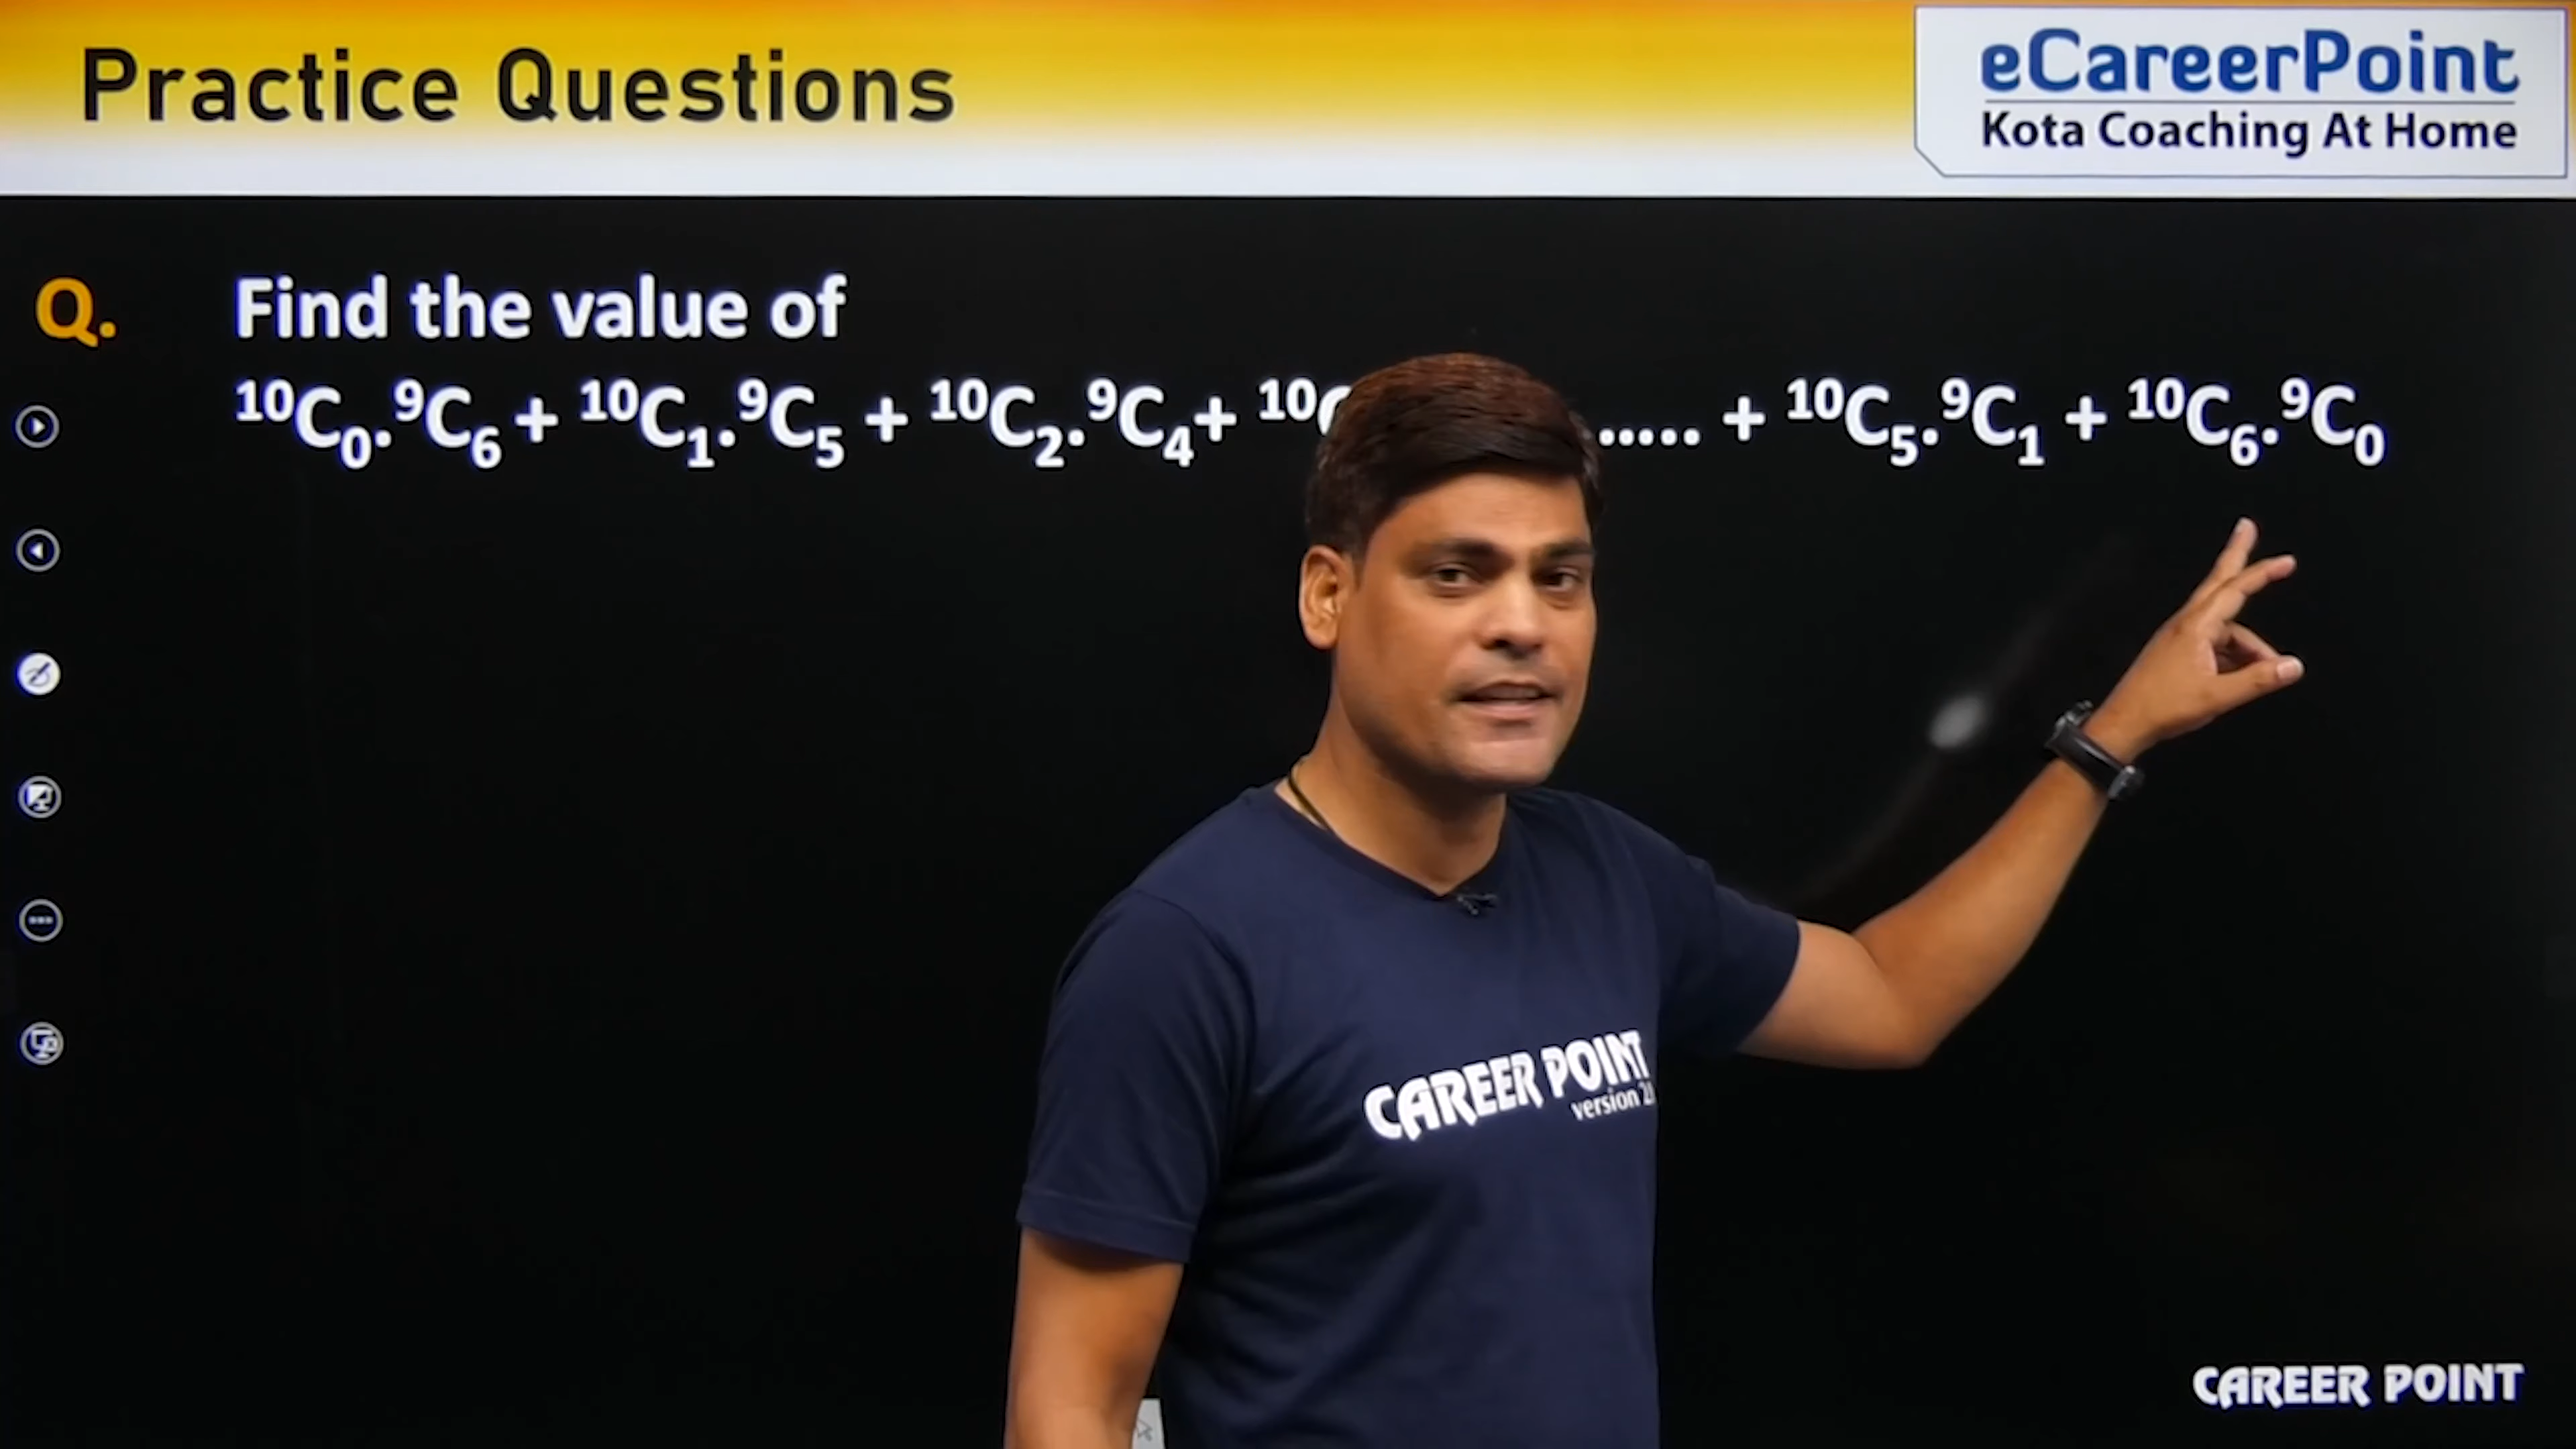 Practice Questions
eCareerPoint
Kota Coaching At Home
Q. Find the value of
¹⁰C₀.⁹C₆ + ¹⁰C₁.⁹C₅ + ¹⁰C₂.⁹C₄+ ¹⁰C ..... + ¹⁰C₅.⁹C₁ + ¹⁰C₆.⁹C₀
CAREER POINT
version
CAREER POINT